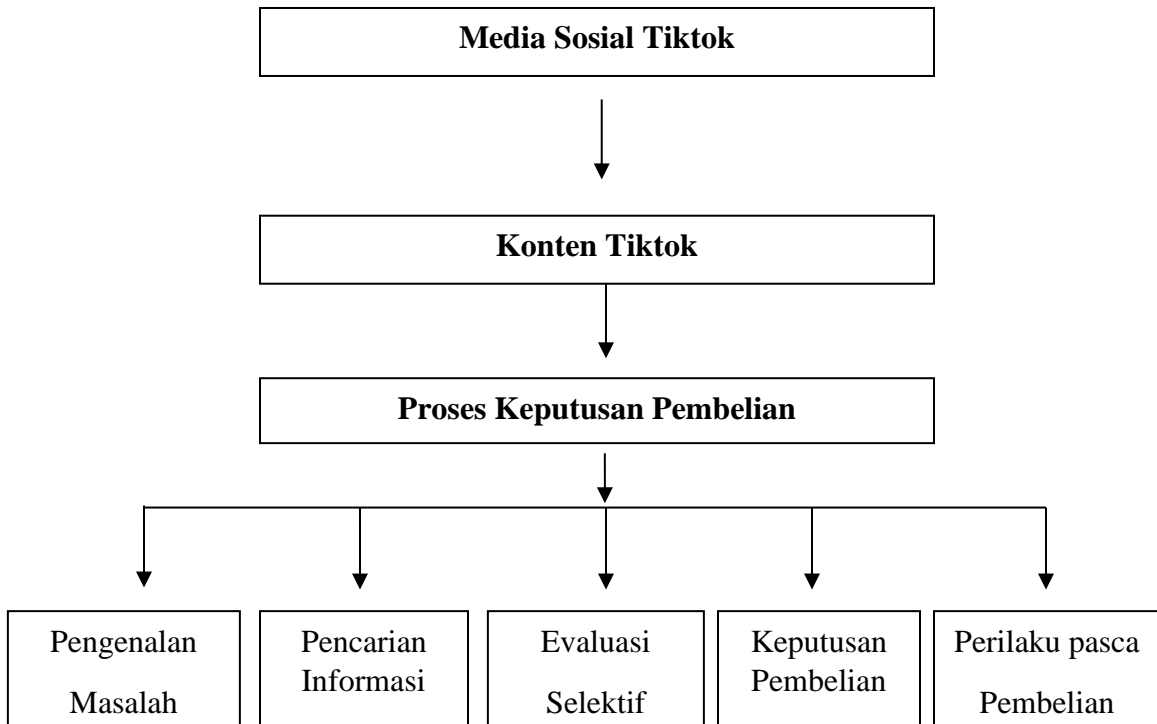 Media Sosial Tiktok
Konten Tiktok
Proses Keputusan Pembelian
Pengenalan
Masalah
Pencarian
Informasi
Evaluasi
Selektif
Keputusan
Pembelian
Perilaku pasca
Pembelian